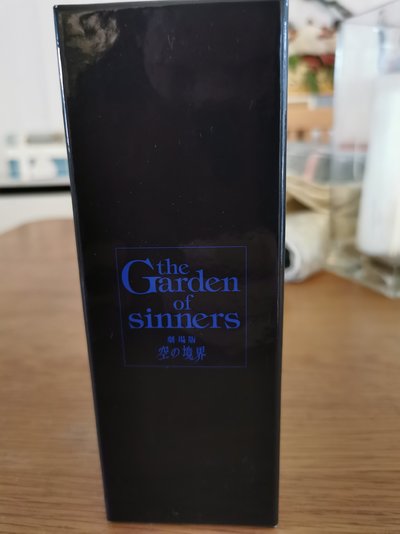 the
Garden
of
sinners
劇場版
空の境界